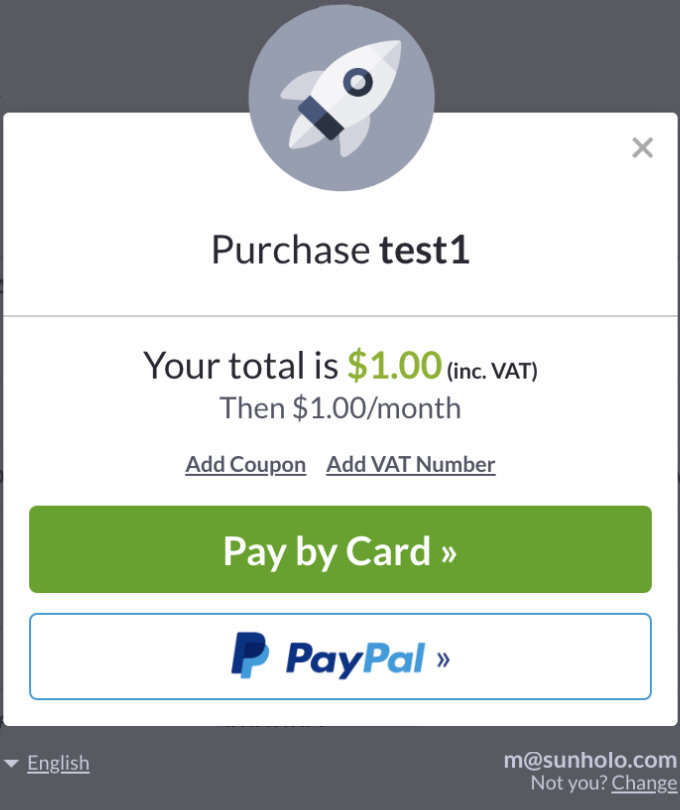 ×
Purchase test1
Your total is $1.00 (inc. VAT)
Then $1.00/month
Add Coupon Add VAT Number
Pay by Card »
PayPal »
English
m@sunholo.com
Not you? Change